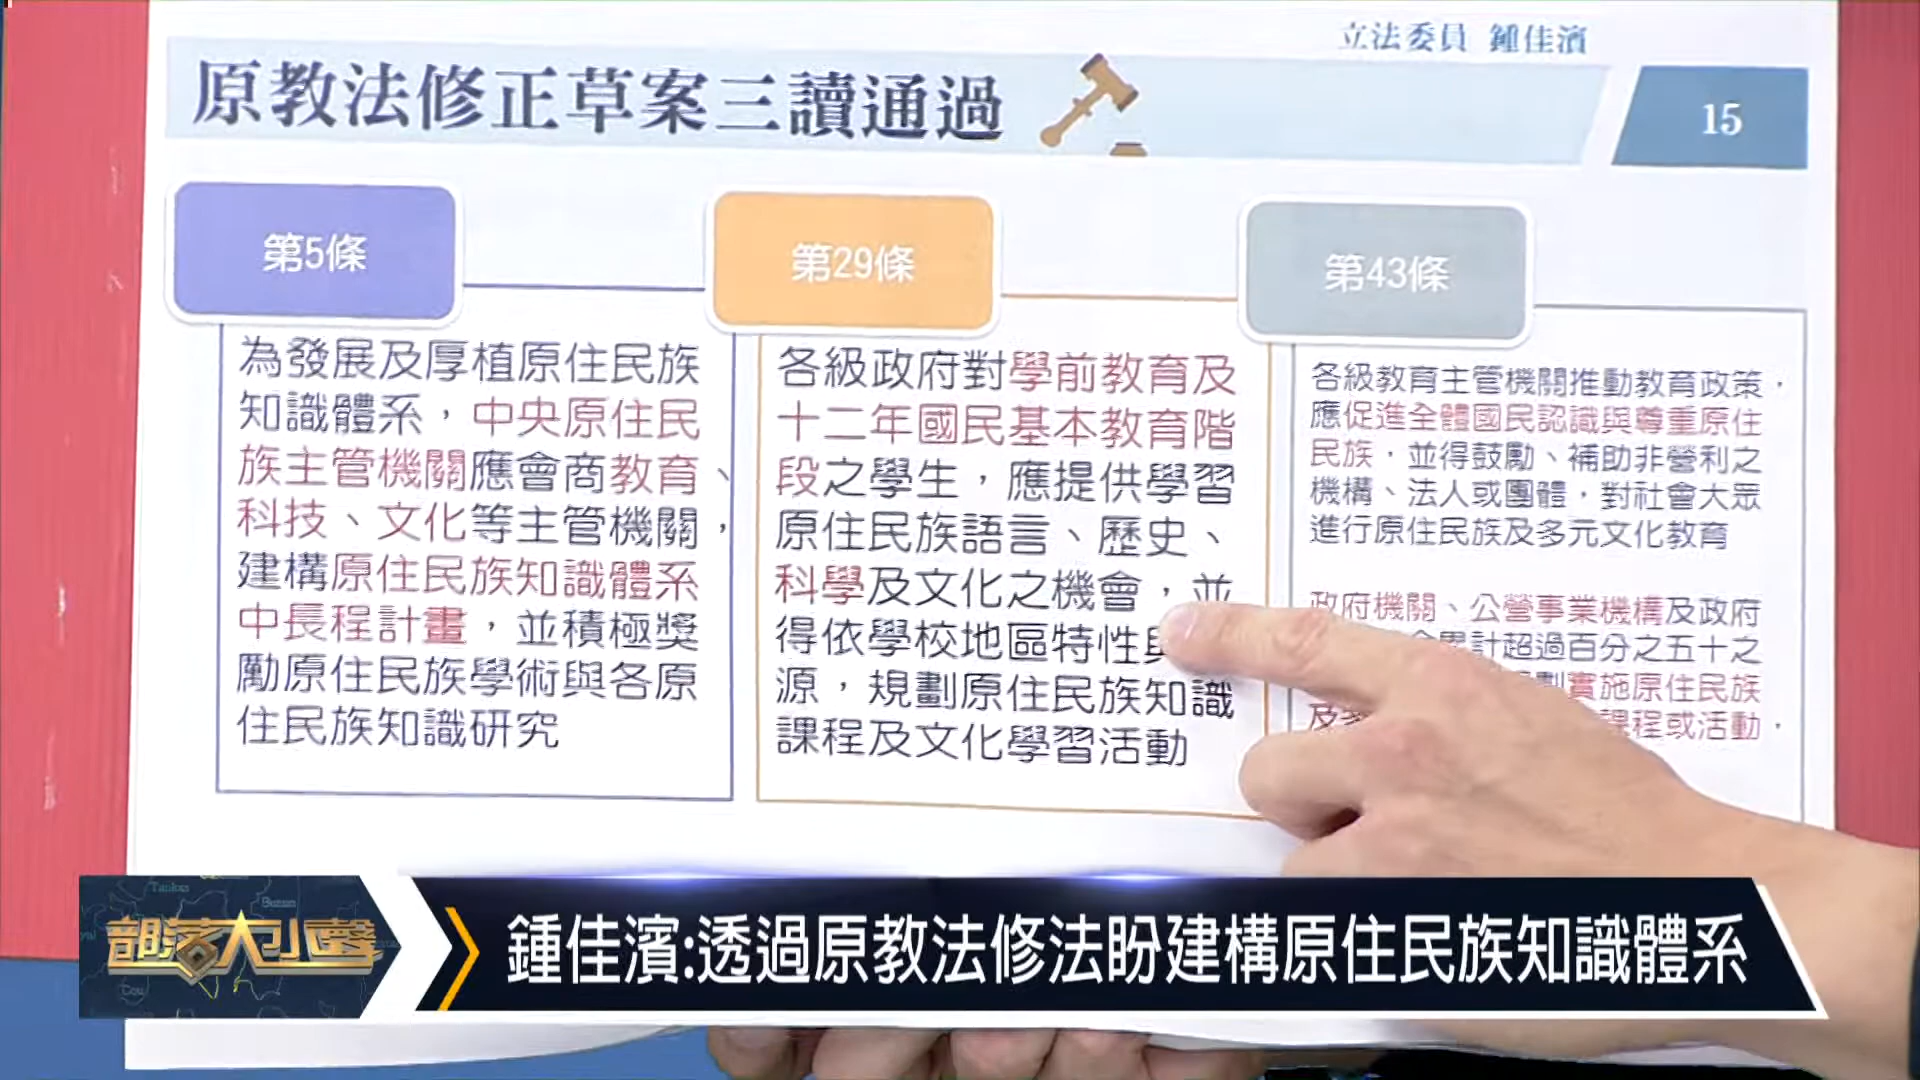 立法委員 鍾佳濱
原教法修正草案三讀通過
15
第5條
為發展及厚植原住民族
知識體系，中央原住民
族主管機關應會商教育、
科技、文化等主管機關，
建構原住民族知識體系
中長程計畫，並積極獎
勵原住民族學術與各原
住民族知識研究
第29條
各級政府對學前教育及
十二年國民基本教育階
段之學生，應提供學習
原住民族語言、歷史、
科學及文化之機會，並
得依學校地區特性
源，規劃原住民族知識
課程及文化學習活動
第43條
各級教育主管機關推動教育政策，
應促進全體國民認識與尊重原住
民族，並得鼓勵、補助非營利之
機構、法人或團體，對社會大眾
進行原住民族及多元文化教育
政府機關、公營事業機構及政府
累計超過百分之五十之
實施原住民族
及
課程或活動，
部落大小聲
鍾佳濱:透過原教法修法盼建構原住民族知識體系